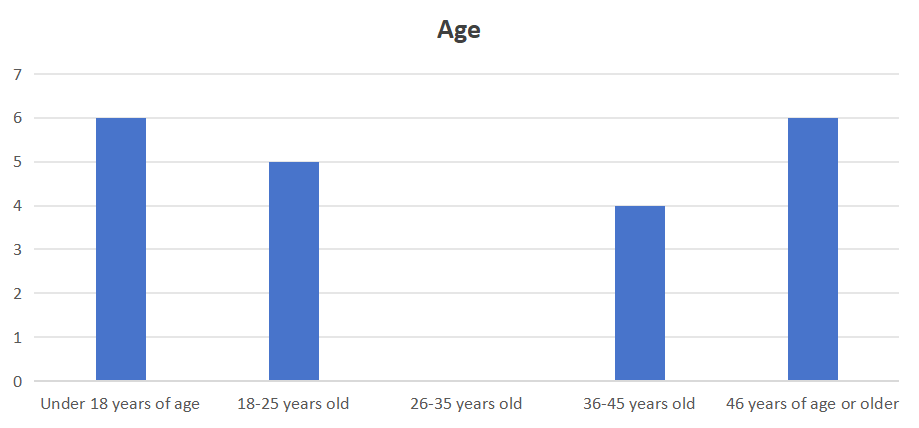 Age
7
6
5
4
3
2
1
0
Under 18 years of age
18-25 years old
26-35 years old
36-45 years old
46 years of age or older